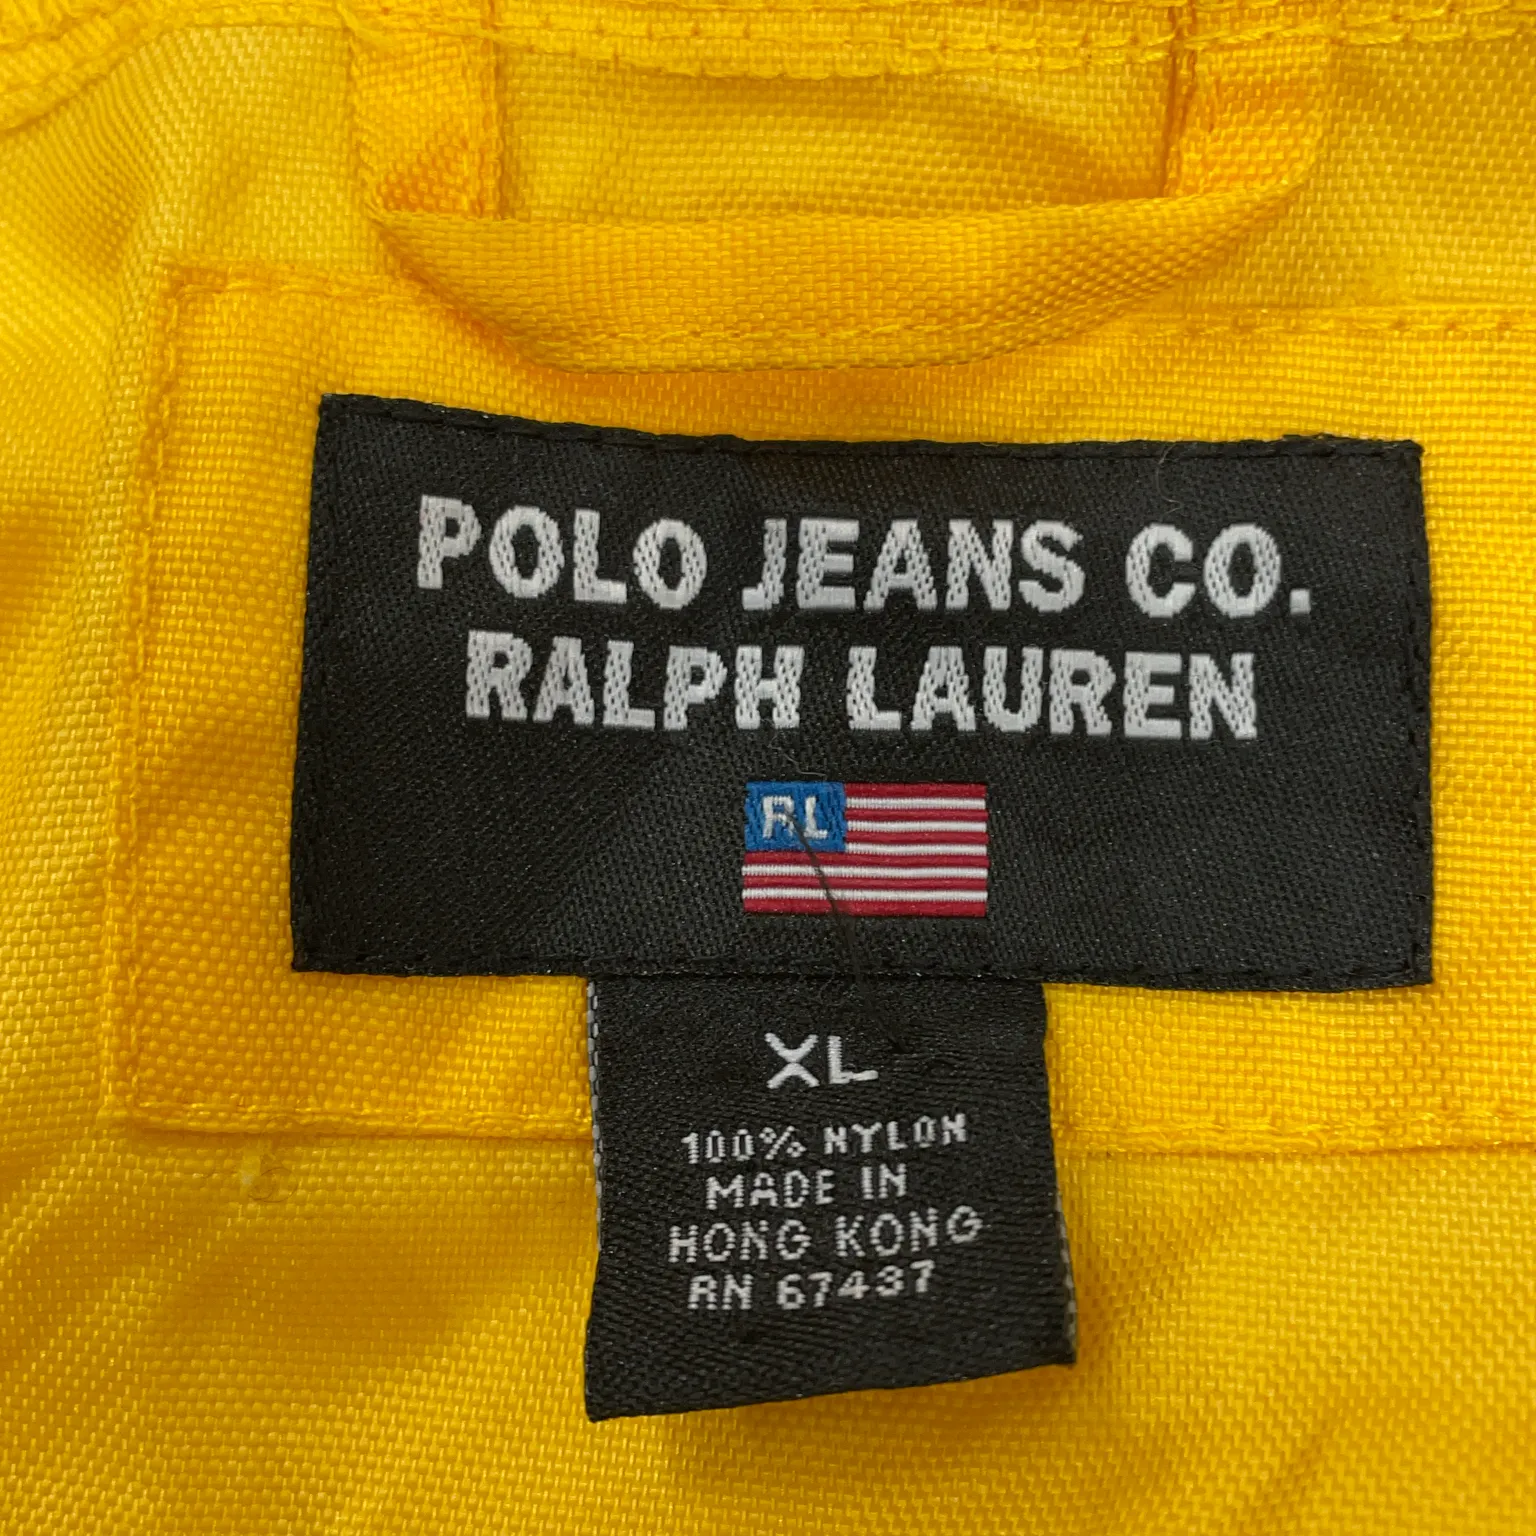 POLO JEANS CO.
RALPH LAUREN
RL
XL
100% NYLON
MADE IN
HONG KONG
RN 67437